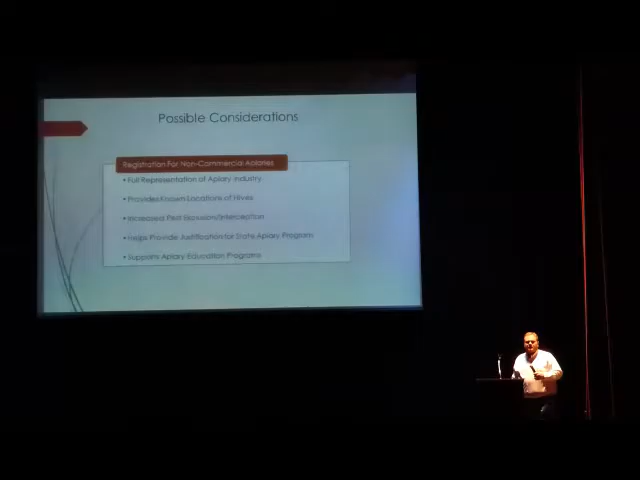 Possible Considerations
Registration For Non-Commercial Apiaries
• Full Representation of Apiary Industry
• Provides Known Locations of Hives
• Increased Pest Exclusion/Interception
• Helps Provide Justification for State Apiary Program
• Supports Apiary Education Programs